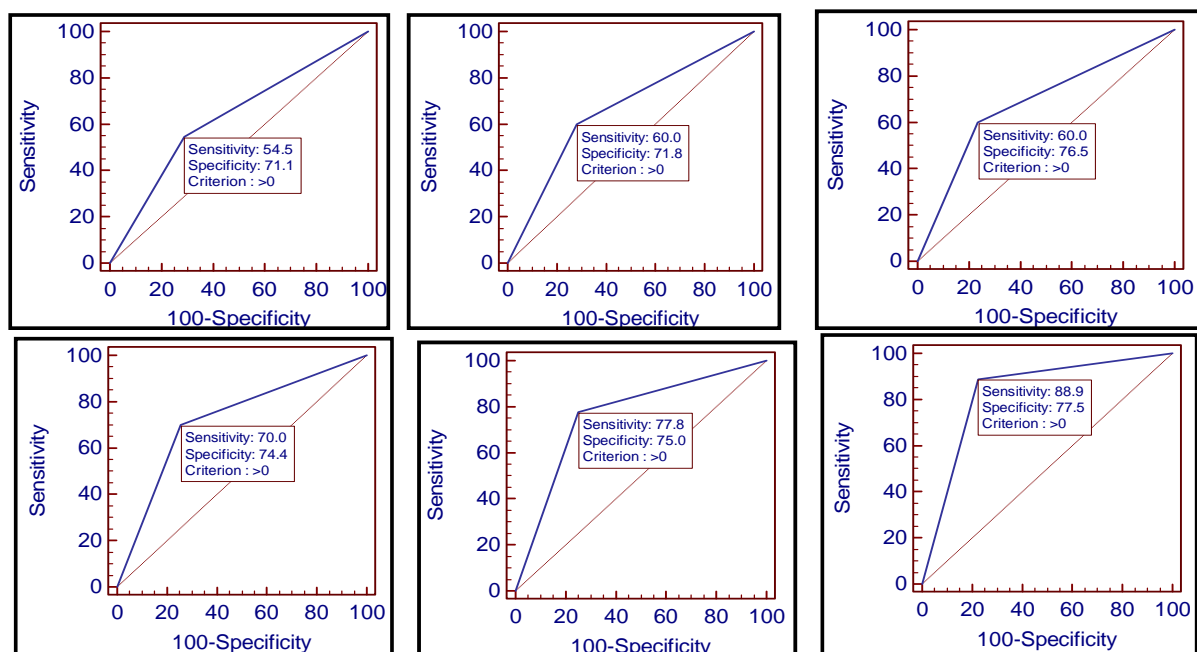 Sensitivity
100
80
60
40
20
0
Sensitivity: 54.5
Specificity: 71.1
Criterion : >0
0 20 40 60 80 100
100-Specificity
Sensitivity
100
80
60
40
20
0
Sensitivity: 60.0
Specificity: 71.8
Criterion : >0
0 20 40 60 80 100
100-Specificity
Sensitivity
100
80
60
40
20
0
Sensitivity: 60.0
Specificity: 76.5
Criterion : >0
0 20 40 60 80 100
100-Specificity
Sensitivity
100
80
60
40
20
0
Sensitivity: 70.0
Specificity: 74.4
Criterion : >0
0 20 40 60 80 100
100-Specificity
Sensitivity
100
80
60
40
20
0
Sensitivity: 77.8
Specificity: 75.0
Criterion : >0
0 20 40 60 80 100
100-Specificity
Sensitivity
100
80
60
40
20
0
Sensitivity: 88.9
Specificity: 77.5
Criterion : >0
0 20 40 60 80 100
100-Specificity